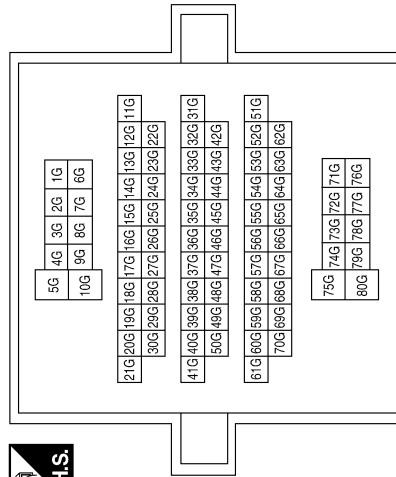 H.S.
5G 4G 3G 2G 1G
10G 9G 8G 7G 6G
21G 20G 19G 18G 17G 16G 15G 14G 13G 12G 11G
30G 29G 28G 27G 26G 25G 24G 23G 22G
41G 40G 39G 38G 37G 36G 35G 34G 33G 32G 31G
50G 49G 48G 47G 46G 45G 44G 43G 42G
61G 60G 59G 58G 57G 56G 55G 54G 53G 52G 51G
70G 69G 68G 67G 66G 65G 64G 63G 62G
75G 74G 73G 72G 71G
80G 79G 78G 77G 76G